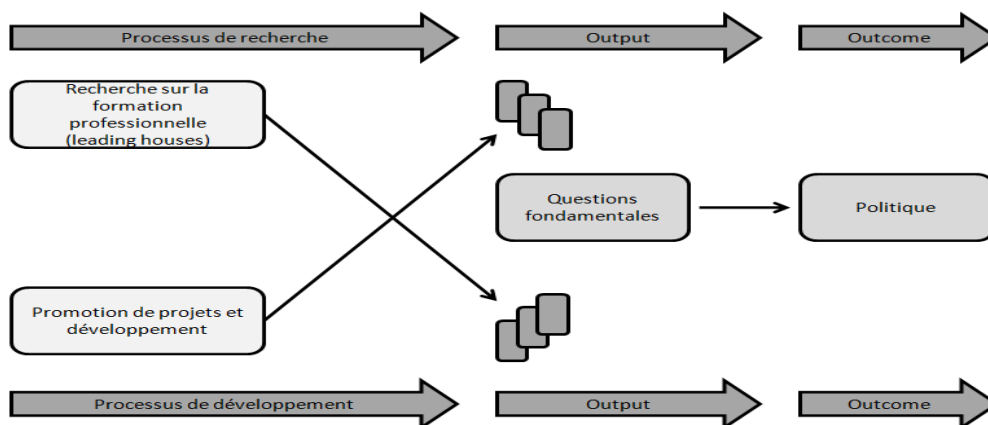 Processus de recherche
Output
Outcome
Recherche sur la
formation
professionnelle
(leading houses)
Questions
fondamentales
Politique
Promotion de projets et
développement
Processus de développement
Output
Outcome